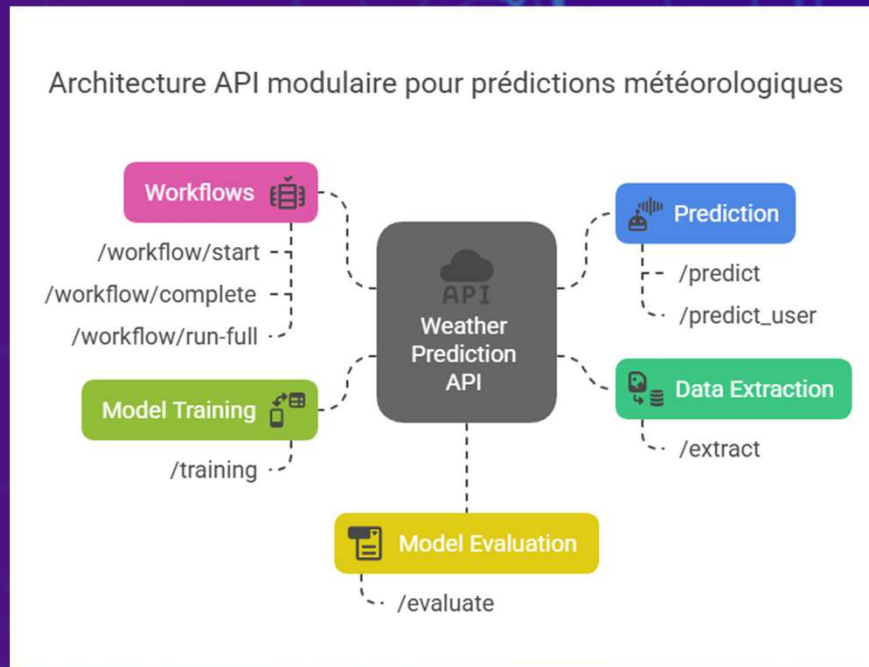 Architecture API modulaire pour prédictions météorologiques
Workflows
/workflow/start
/workflow/complete
/workflow/run-full
Model Training
/training
API
Weather
Prediction
API
Prediction
/predict
/predict_user
Data Extraction
/extract
Model Evaluation
/evaluate